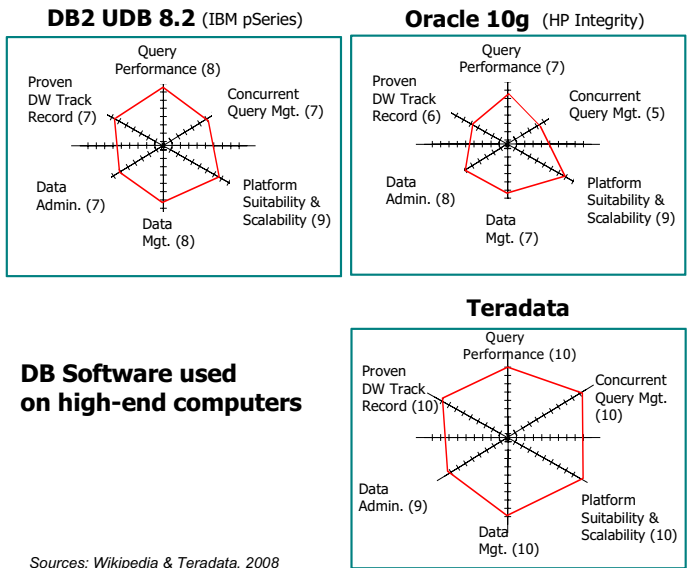 DB2 UDB 8.2 (IBM pSeries)
Query
Performance (8)
Proven
DW Track
Record (7)
Concurrent
Query Mgt. (7)
Data
Admin. (7)
Platform
Suitability &
Scalability (9)
Data
Mgt. (8)
Oracle 10g (HP Integrity)
Query
Performance (7)
Proven
DW Track
Record (6)
Concurrent
Query Mgt. (5)
Data
Admin. (8)
Platform
Suitability &
Scalability (9)
Data
Mgt. (7)
DB Software used
on high-end computers
Teradata
Query
Performance (10)
Proven
DW Track
Record (10)
Concurrent
Query Mgt.
(10)
Data
Admin. (9)
Platform
Suitability &
Scalability (10)
Data
Mgt. (10)
Sources: Wikipedia & Teradata, 2008